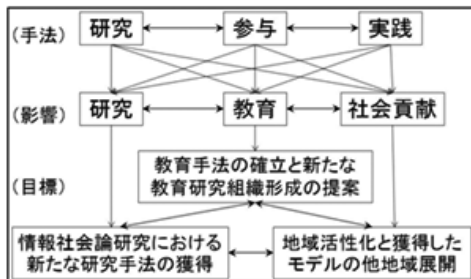 (手法) 研究 参与 実践
(影響) 研究 教育 社会貢献
教育手法の確立と新たな
(目標) 教育研究組織形成の提案
情報社会論研究における 地域活性化と獲得した
新たな研究手法の獲得 モデルの他地域展開